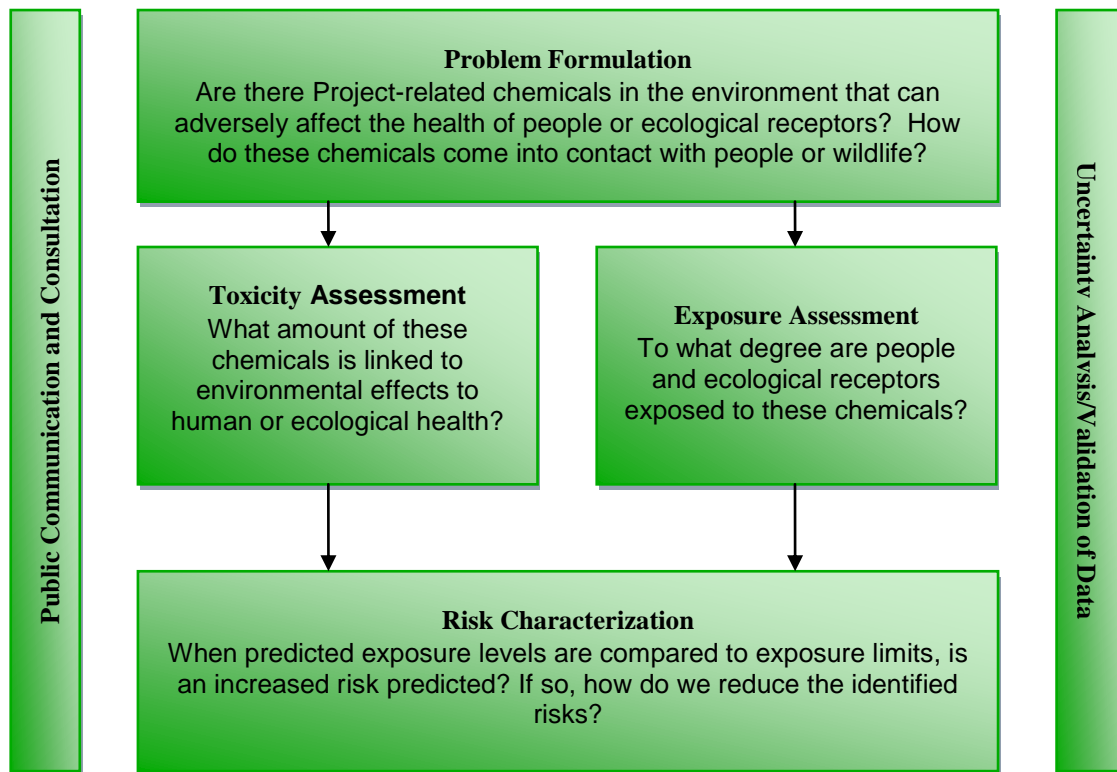 Public Communication and Consultation
Problem Formulation
Are there Project-related chemicals in the environment that can
adversely affect the health of people or ecological receptors?  How
do these chemicals come into contact with people or wildlife?
Toxicity Assessment
What amount of these
chemicals is linked to
environmental effects to
human or ecological health?
Exposure Assessment
To what degree are people
and ecological receptors
exposed to these chemicals?
Risk Characterization
When predicted exposure levels are compared to exposure limits, is
an increased risk predicted? If so, how do we reduce the identified
risks?
Uncertainty Analysis/Validation of Data